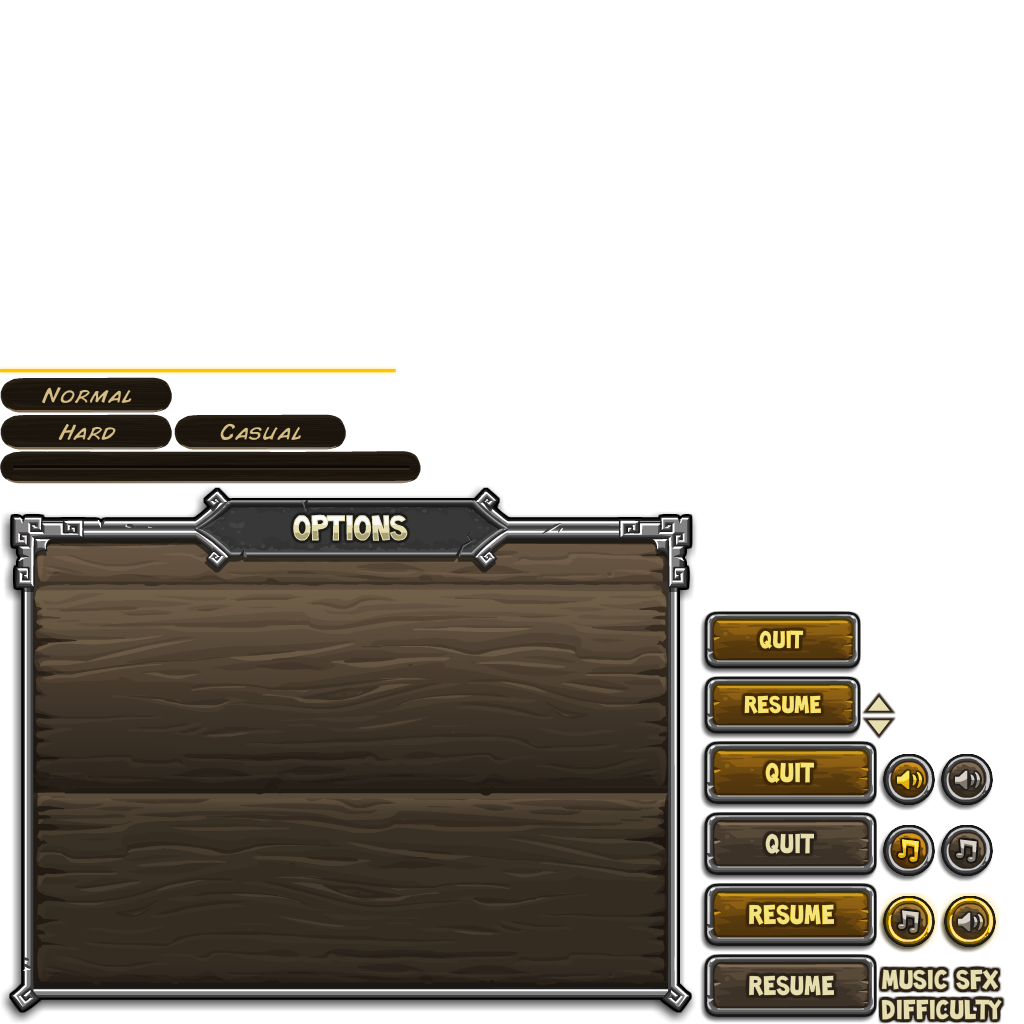 Normal
Hard
Casual
OPTIONS
QUIT
RESUME
QUIT
QUIT
RESUME
RESUME
MUSIC SFX
DIFFICULTY